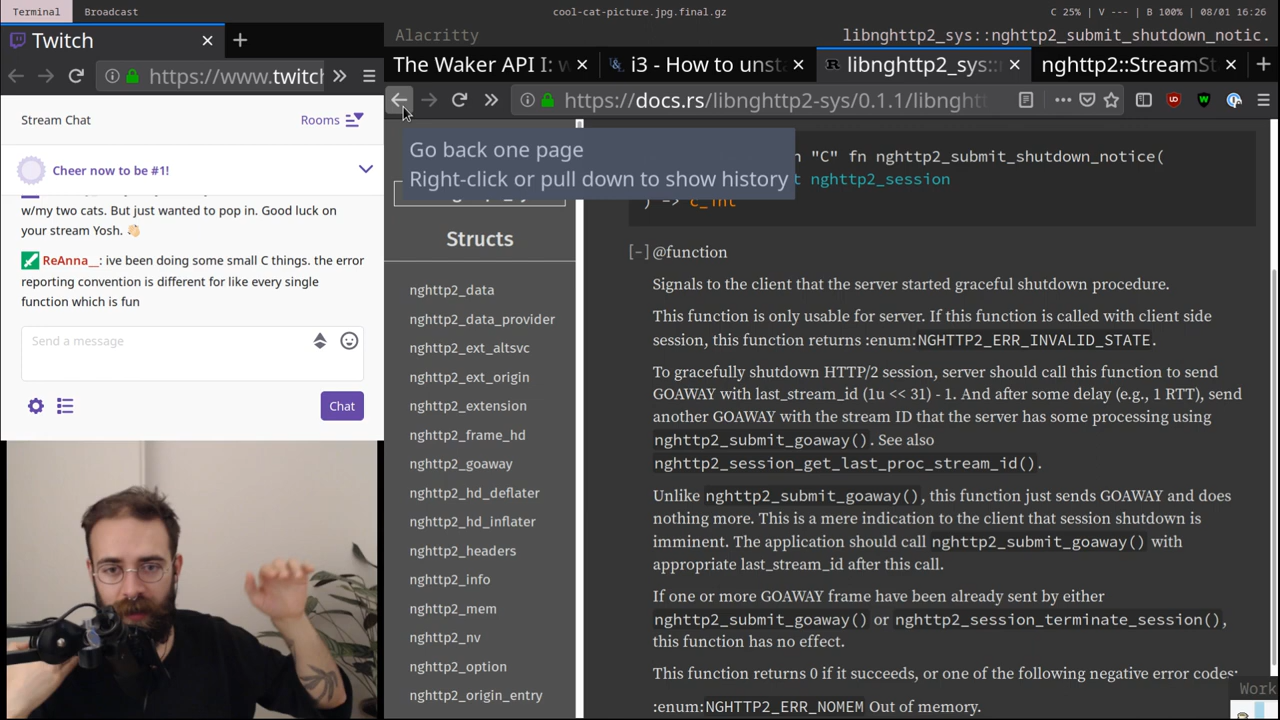 Terminal
Broadcast
cool-cat-picture.jpg.final.gz
C 25% | V --- | B 100% | 08/01 16:26
Twitch
https://www.twitch
Stream Chat
Rooms
Cheer now to be #1!
w/my two cats. But just wanted to pop in. Good luck on
your stream Yosh.
ReAnna__: ive been doing some small C things. the error
reporting convention is different for like every single
function which is fun
Send a message
Chat
Alacritty
libnghttp2_sys::nghttp2_submit_shutdown_notic.
The Waker API I: w
i3 - How to unsta
libnghttp2_sys::
nghttp2::StreamSt
https://docs.rs/libnghttp2-sys/0.1.1/libnghtt
Go back one page
Right-click or pull down to show history
"C" fn nghttp2_submit_shutdown_notice(
nghttp2_session
) -> c_int
Structs
nghttp2_data
nghttp2_data_provider
nghttp2_ext_altsvc
nghttp2_ext_origin
nghttp2_extension
nghttp2_frame_hd
nghttp2_goaway
nghttp2_hd_deflater
nghttp2_hd_inflater
nghttp2_headers
nghttp2_info
nghttp2_mem
nghttp2_nv
nghttp2_option
nghttp2_origin_entry
[-] @function
Signals to the client that the server started graceful shutdown procedure.
This function is only usable for server. If this function is called with client side
session, this function returns :enum:NGHTTP2_ERR_INVALID_STATE.
To gracefully shutdown HTTP/2 session, server should call this function to send
GOAWAY with last_stream_id (1u << 31) - 1. And after some delay (e.g., 1 RTT), send
another GOAWAY with the stream ID that the server has some processing using
nghttp2_submit_goaway(). See also
nghttp2_session_get_last_proc_stream_id().
Unlike nghttp2_submit_goaway(), this function just sends GOAWAY and does
nothing more. This is a mere indication to the client that session shutdown is
imminent. The application should call nghttp2_submit_goaway() with
appropriate last_stream_id after this call.
If one or more GOAWAY frame have been already sent by either
nghttp2_submit_goaway() or nghttp2_session_terminate_session(),
this function has no effect.
This function returns 0 if it succeeds, or one of the following negative error codes:
:enum:NGHTTP2_ERR_NOMEM Out of memory.
Work